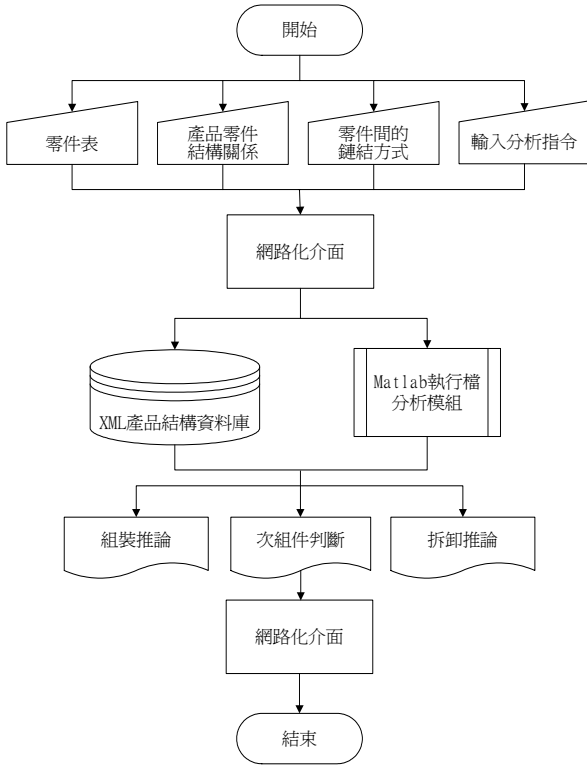 開始
零件表
產品零件
結構關係
零件間的
鏈結方式
輸入分析指令
網路化介面
XML產品結構資料庫
Matlab執行檔
分析模組
組裝推論
次組件判斷
拆卸推論
網路化介面
結束